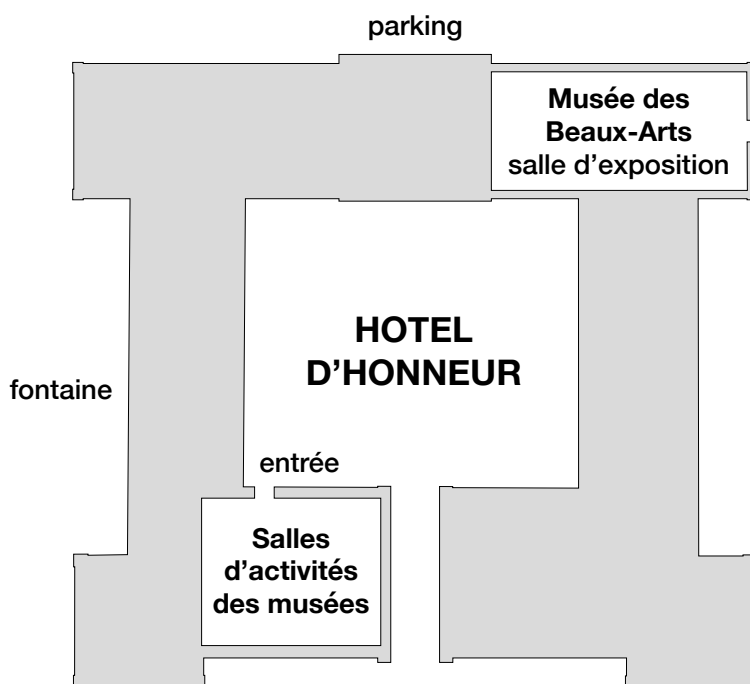 parking
Musée des
Beaux-Arts
salle d'exposition
HOTEL
D'HONNEUR
fontaine
entrée
Salles
d'activités
des musées